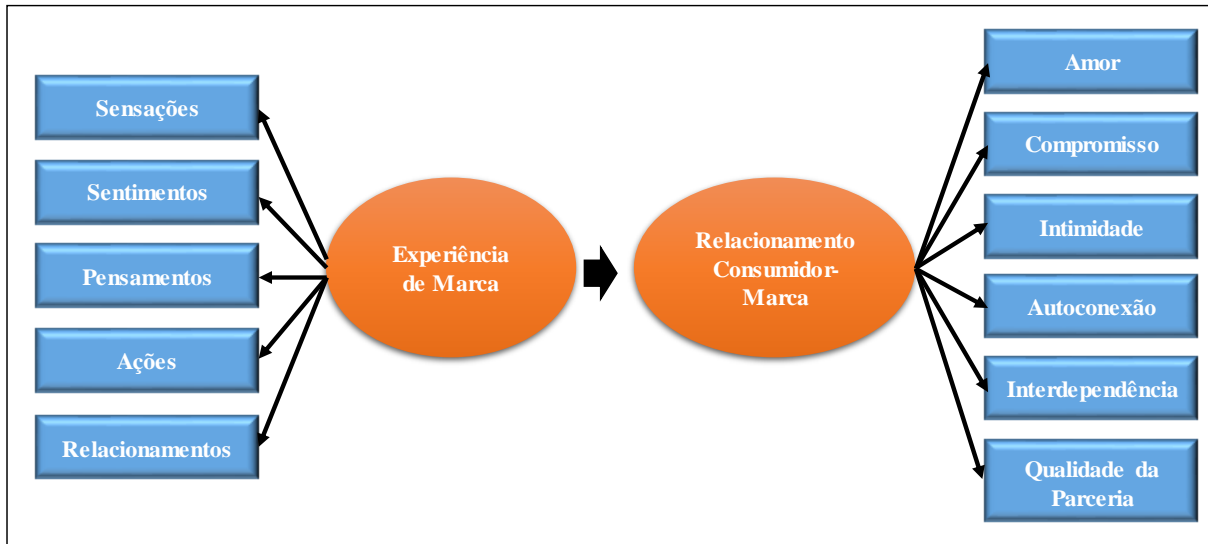 Sensações
Sentimentos
Pensamentos
Ações
Relacionamentos
Experiência
de Marca
Relacionamento
Consumidor-
Marca
Amor
Compromisso
Intimidade
Autoconexão
Interdependência
Qualidade da
Parceria